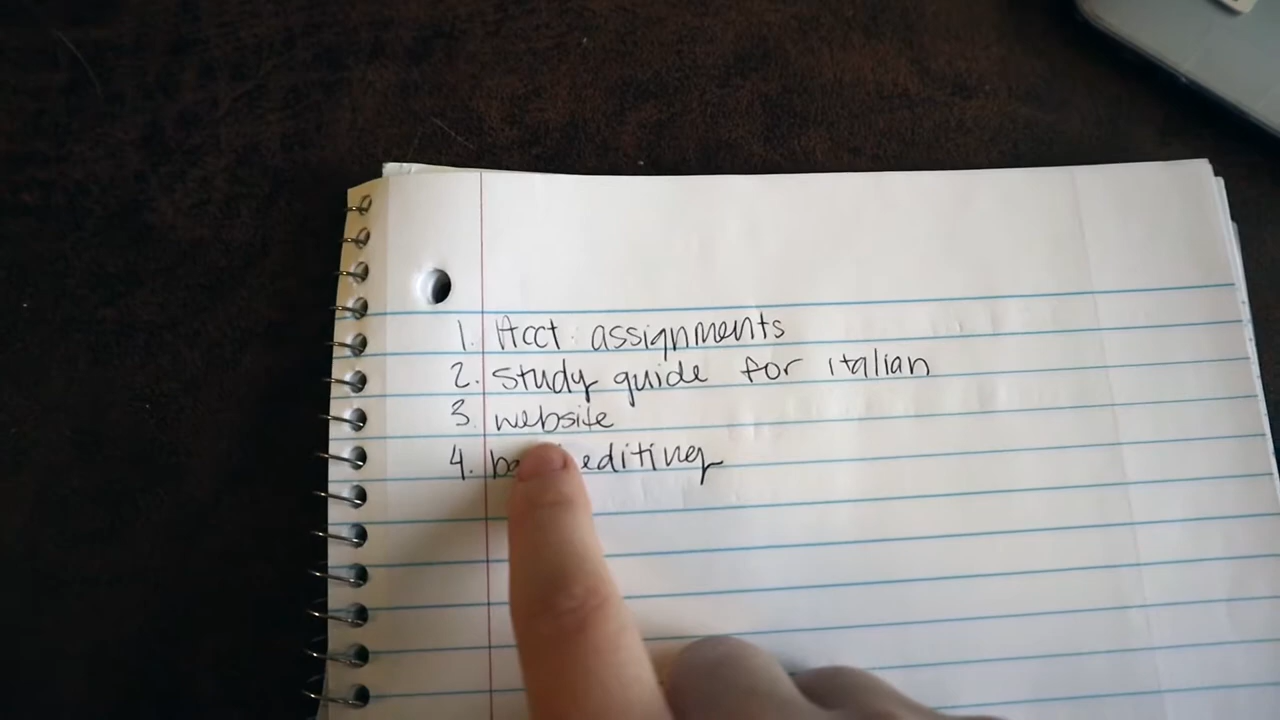 1. Acct. assignments
2. study guide for italian
3. website
4. editing